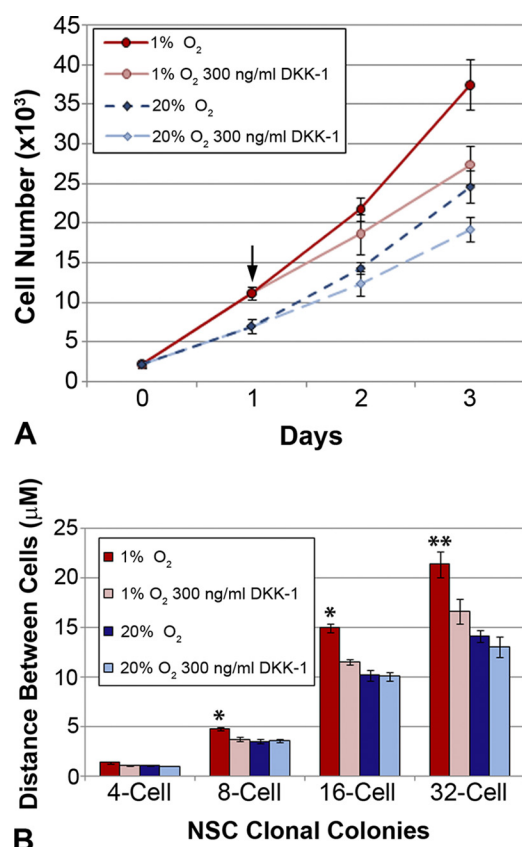 45
40
35
30
25
20
15
10
5
0
Cell Number (x10³)
1% O₂
1% O₂ 300 ng/ml DKK-1
20% O₂
20% O₂ 300 ng/ml DKK-1
0 1 2 3
Days
A
25
20
15
10
5
0
Distance Between Cells (µM)
1% O₂
1% O₂ 300 ng/ml DKK-1
20% O₂
20% O₂ 300 ng/ml DKK-1
*
*
**
4-Cell 8-Cell 16-Cell 32-Cell
NSC Clonal Colonies
B